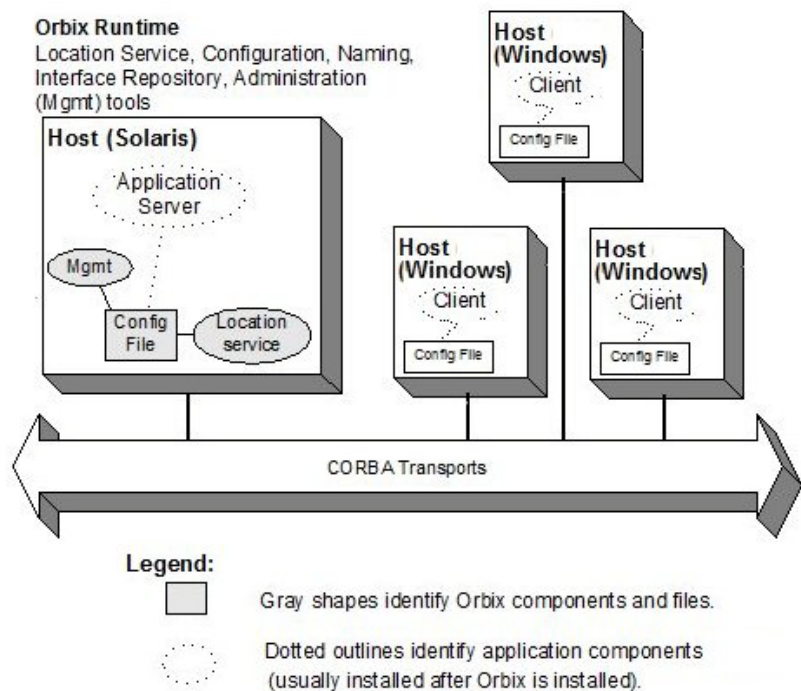 Orbix Runtime
Location Service, Configuration, Naming,
Interface Repository, Administration
(Mgmt) tools
Host (Solaris)
Application
Server
Mgmt
Config
File
Location
service
Host
(Windows)
Client
Config File
Host
(Windows)
Client
Config File
Host
(Windows)
Client
Config File
CORBA Transports
Legend:
Gray shapes identify Orbix components and files.
Dotted outlines identify application components
(usually installed after Orbix is installed).